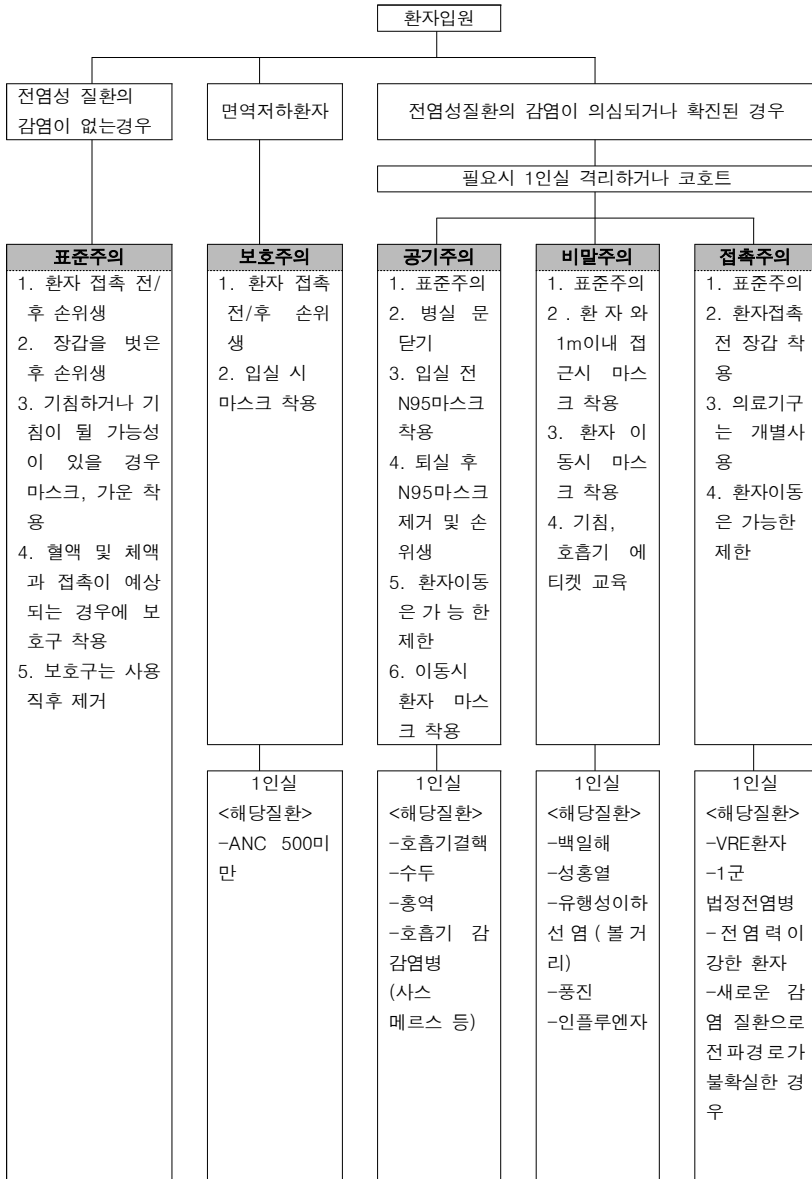 환자입원
전염성 질환의
감염이 없는경우
면역저하환자
전염성질환의 감염이 의심되거나 확진된 경우
필요시 1인실 격리하거나 코호트
표준주의
1. 환자 접촉 전/
후 손위생
2. 장갑을 벗은
후 손위생
3. 기침하거나 기
침이 될 가능성
이 있을 경우
마스크, 가운 착
용
4. 혈액 및 체액
과 접촉이 예상
되는 경우에 보
호구 착용
5. 보호구는 사용
직후 제거
보호주의
1. 환자 접촉
전/후 손위
생
2. 입실 시
마스크 착용
1인실
<해당질환>
-ANC 500미
만
공기주의
1. 표준주의
2. 병실 문
닫기
3. 입실 전
N95마스크
착용
4. 퇴실 후
N95마스크
제거 및 손
위생
5. 환자이동
은 가 능 한
제한
6. 이동시
환자 마스
크 착용
1인실
<해당질환>
-호흡기결핵
-수두
-홍역
-호흡기 감
감염병
(사스
메르스 등)
비말주의
1. 표준주의
2 . 환 자 와
1m이내 접
근시 마스
크 착용
3. 환자 이
동시 마스
크 착용
4. 기침,
호흡기 에
티켓 교육
1인실
<해당질환>
-백일해
-성홍열
-유행성이하
선 염 ( 볼 거
리)
-풍진
-인플루엔자
접촉주의
1. 표준주의
2. 환자접촉
전 장갑 착
용
3. 의료기구
는 개별사
용
4. 환자이동
은 가능한
제한
1인실
<해당질환>
-VRE환자
-1군
법정전염병
- 전 염 력 이
강한 환자
-새로운 감
염 질환으로
전파경로가
불확실한 경
우